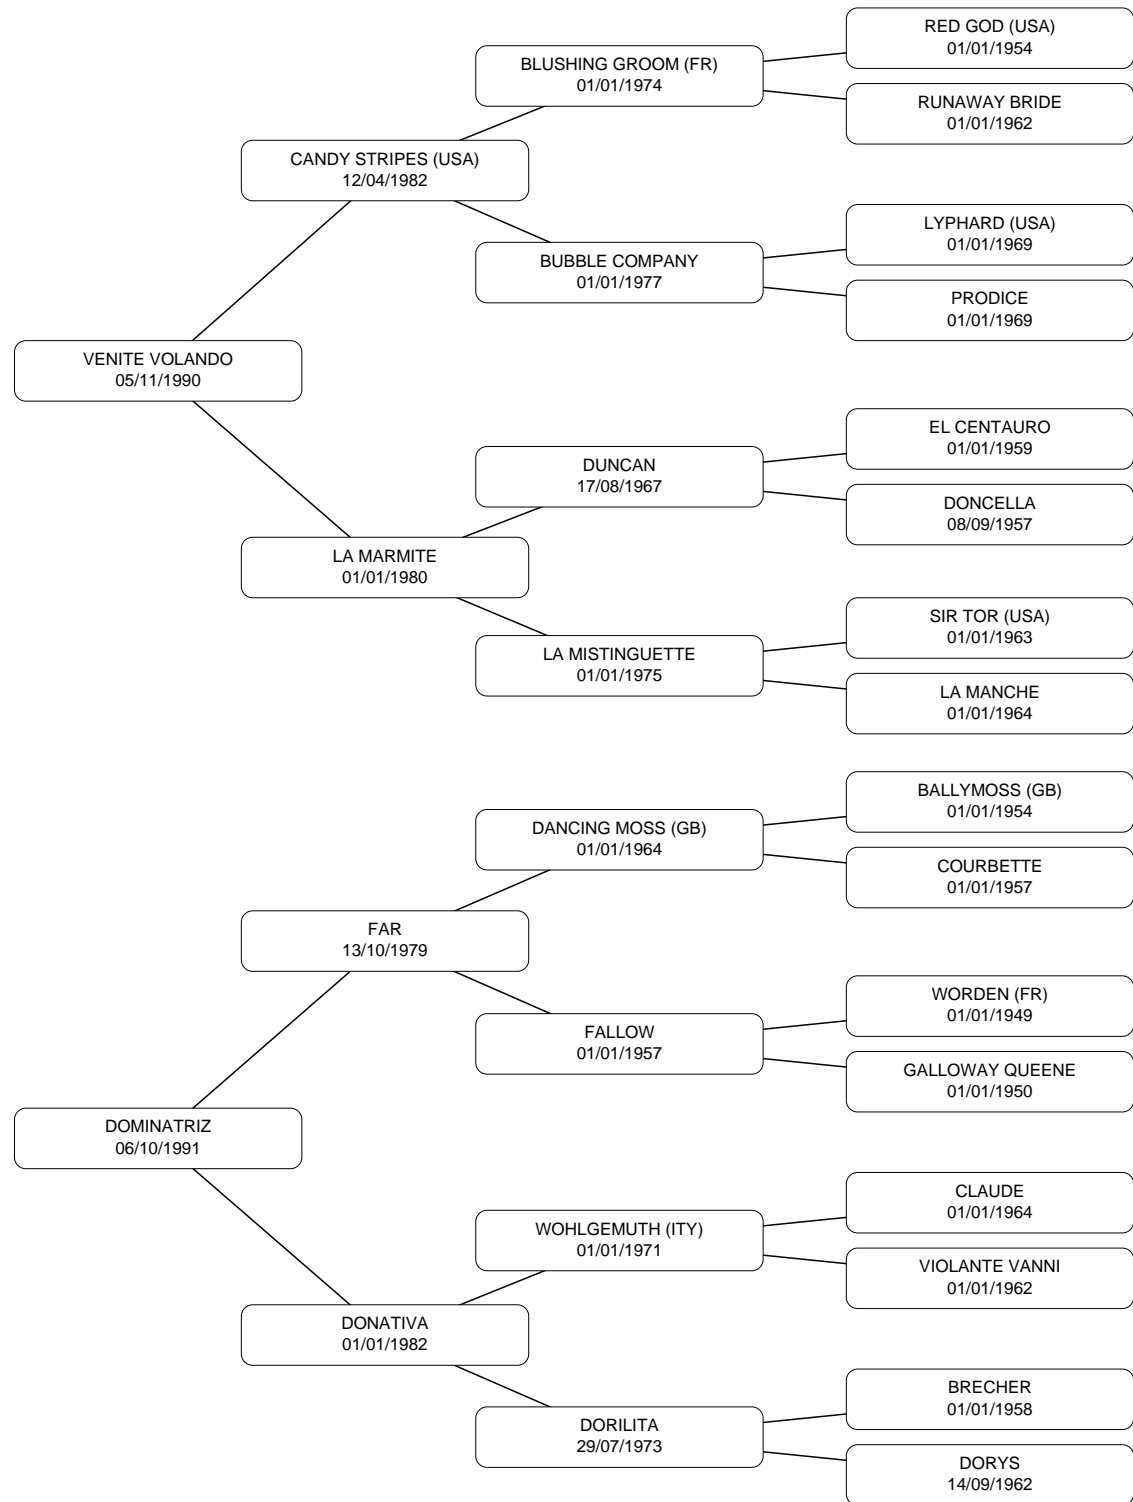 RED GOD (USA)
01/01/1954
BLUSHING GROOM (FR)
01/01/1974
RUNAWAY BRIDE
01/01/1962
CANDY STRIPES (USA)
12/04/1982
LYPHARD (USA)
01/01/1969
BUBBLE COMPANY
01/01/1977
PRODICE
01/01/1969
VENITE VOLANDO
05/11/1990
EL CENTAURO
01/01/1959
DUNCAN
17/08/1967
DONCELLA
08/09/1957
LA MARMITE
01/01/1980
SIR TOR (USA)
01/01/1963
LA MISTINGUETTE
01/01/1975
LA MANCHE
01/01/1964
BALLYMOSS (GB)
01/01/1954
DANCING MOSS (GB)
01/01/1964
COURBETTE
01/01/1957
FAR
13/10/1979
WORDEN (FR)
01/01/1949
FALLOW
01/01/1957
GALLOWAY QUEENE
01/01/1950
DOMINATRIZ
06/10/1991
CLAUDE
01/01/1964
WOHLGEMUTH (ITY)
01/01/1971
VIOLANTE VANNI
01/01/1962
DONATIVA
01/01/1982
BRECHER
01/01/1958
DORILITA
29/07/1973
DORYS
14/09/1962